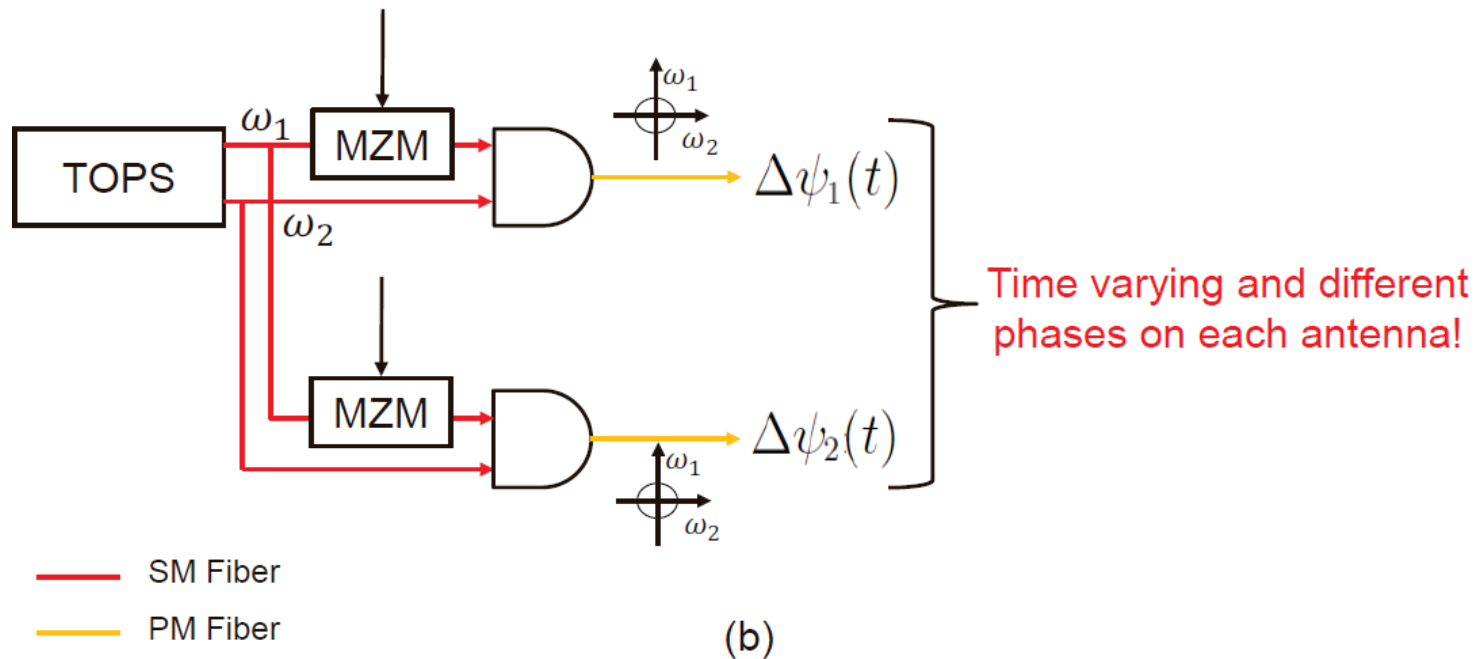 TOPS
ω₁
ω₂
MZM
ω₁
ω₂
Δψ₁(t)
MZM
Δψ₂(t)
ω₁
ω₂
Time varying and different
phases on each antenna!
SM Fiber
PM Fiber
(b)